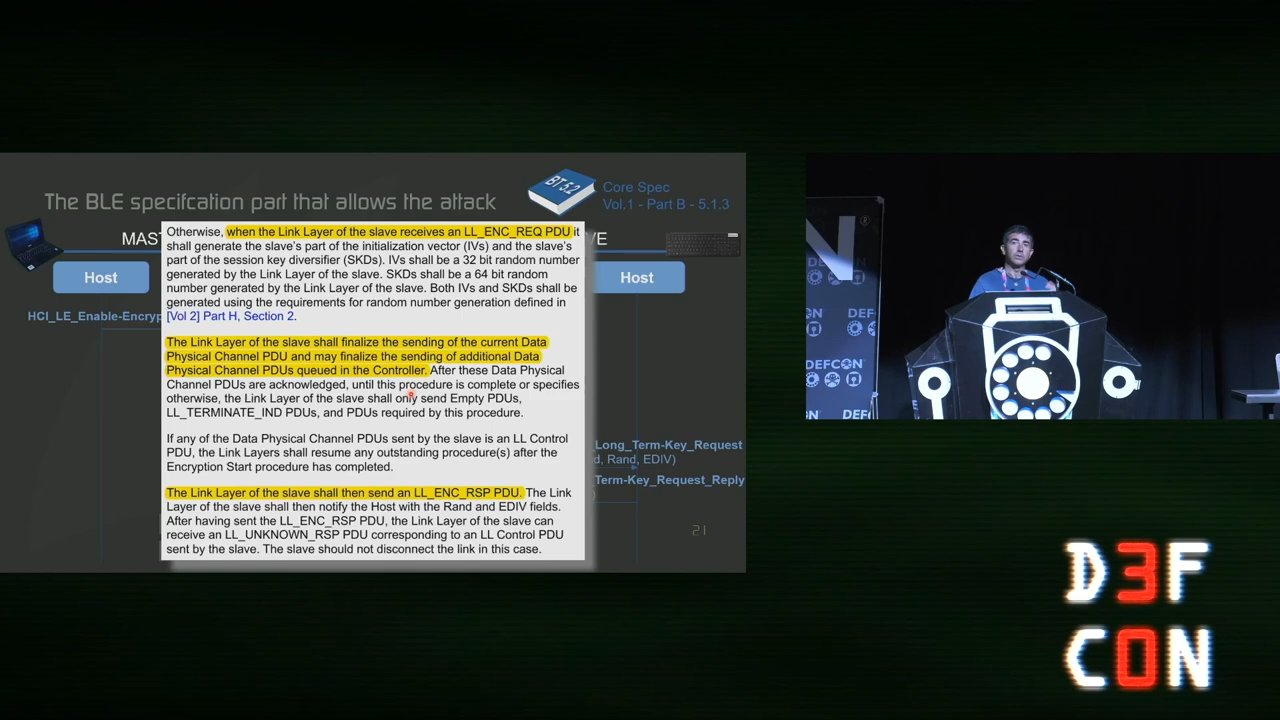 The BLE specifcation part that allows the attack
BT 5.2
Core Spec
Vol.1 - Part B - 5.1.3
MAST
VE
Host
Host
HCI_LE_Enable-Encryp
Otherwise, when the Link Layer of the slave receives an LL_ENC_REQ PDU it
shall generate the slave's part of the initialization vector (IVs) and the slave's
part of the session key diversifier (SKDs). IVs shall be a 32 bit random number
generated by the Link Layer of the slave. SKDs shall be a 64 bit random
number generated by the Link Layer of the slave. Both IVs and SKDs shall be
generated using the requirements for random number generation defined in
[Vol 2] Part H, Section 2.
The Link Layer of the slave shall finalize the sending of the current Data
Physical Channel PDU and may finalize the sending of additional Data
Physical Channel PDUs queued in the Controller. After these Data Physical
Channel PDUs are acknowledged, until this procedure is complete or specifies
otherwise, the Link Layer of the slave shall only send Empty PDUs,
LL_TERMINATE_IND PDUs, and PDUs required by this procedure.
If any of the Data Physical Channel PDUs sent by the slave is an LL Control
PDU, the Link Layers shall resume any outstanding procedure(s) after the
Encryption Start procedure has completed.
The Link Layer of the slave shall then send an LL_ENC_RSP PDU. The Link
Layer of the slave shall then notify the Host with the Rand and EDIV fields.
After having sent the LL_ENC_RSP PDU, the Link Layer of the slave can
receive an LL_UNKNOWN_RSP PDU corresponding to an LL Control PDU
sent by the slave. The slave should not disconnect the link in this case.
_Long_Term-Key_Request
d, Rand, EDIV)
Term-Key_Request_Reply
)
21
N
DEFCON
DEF
D3F
C0N